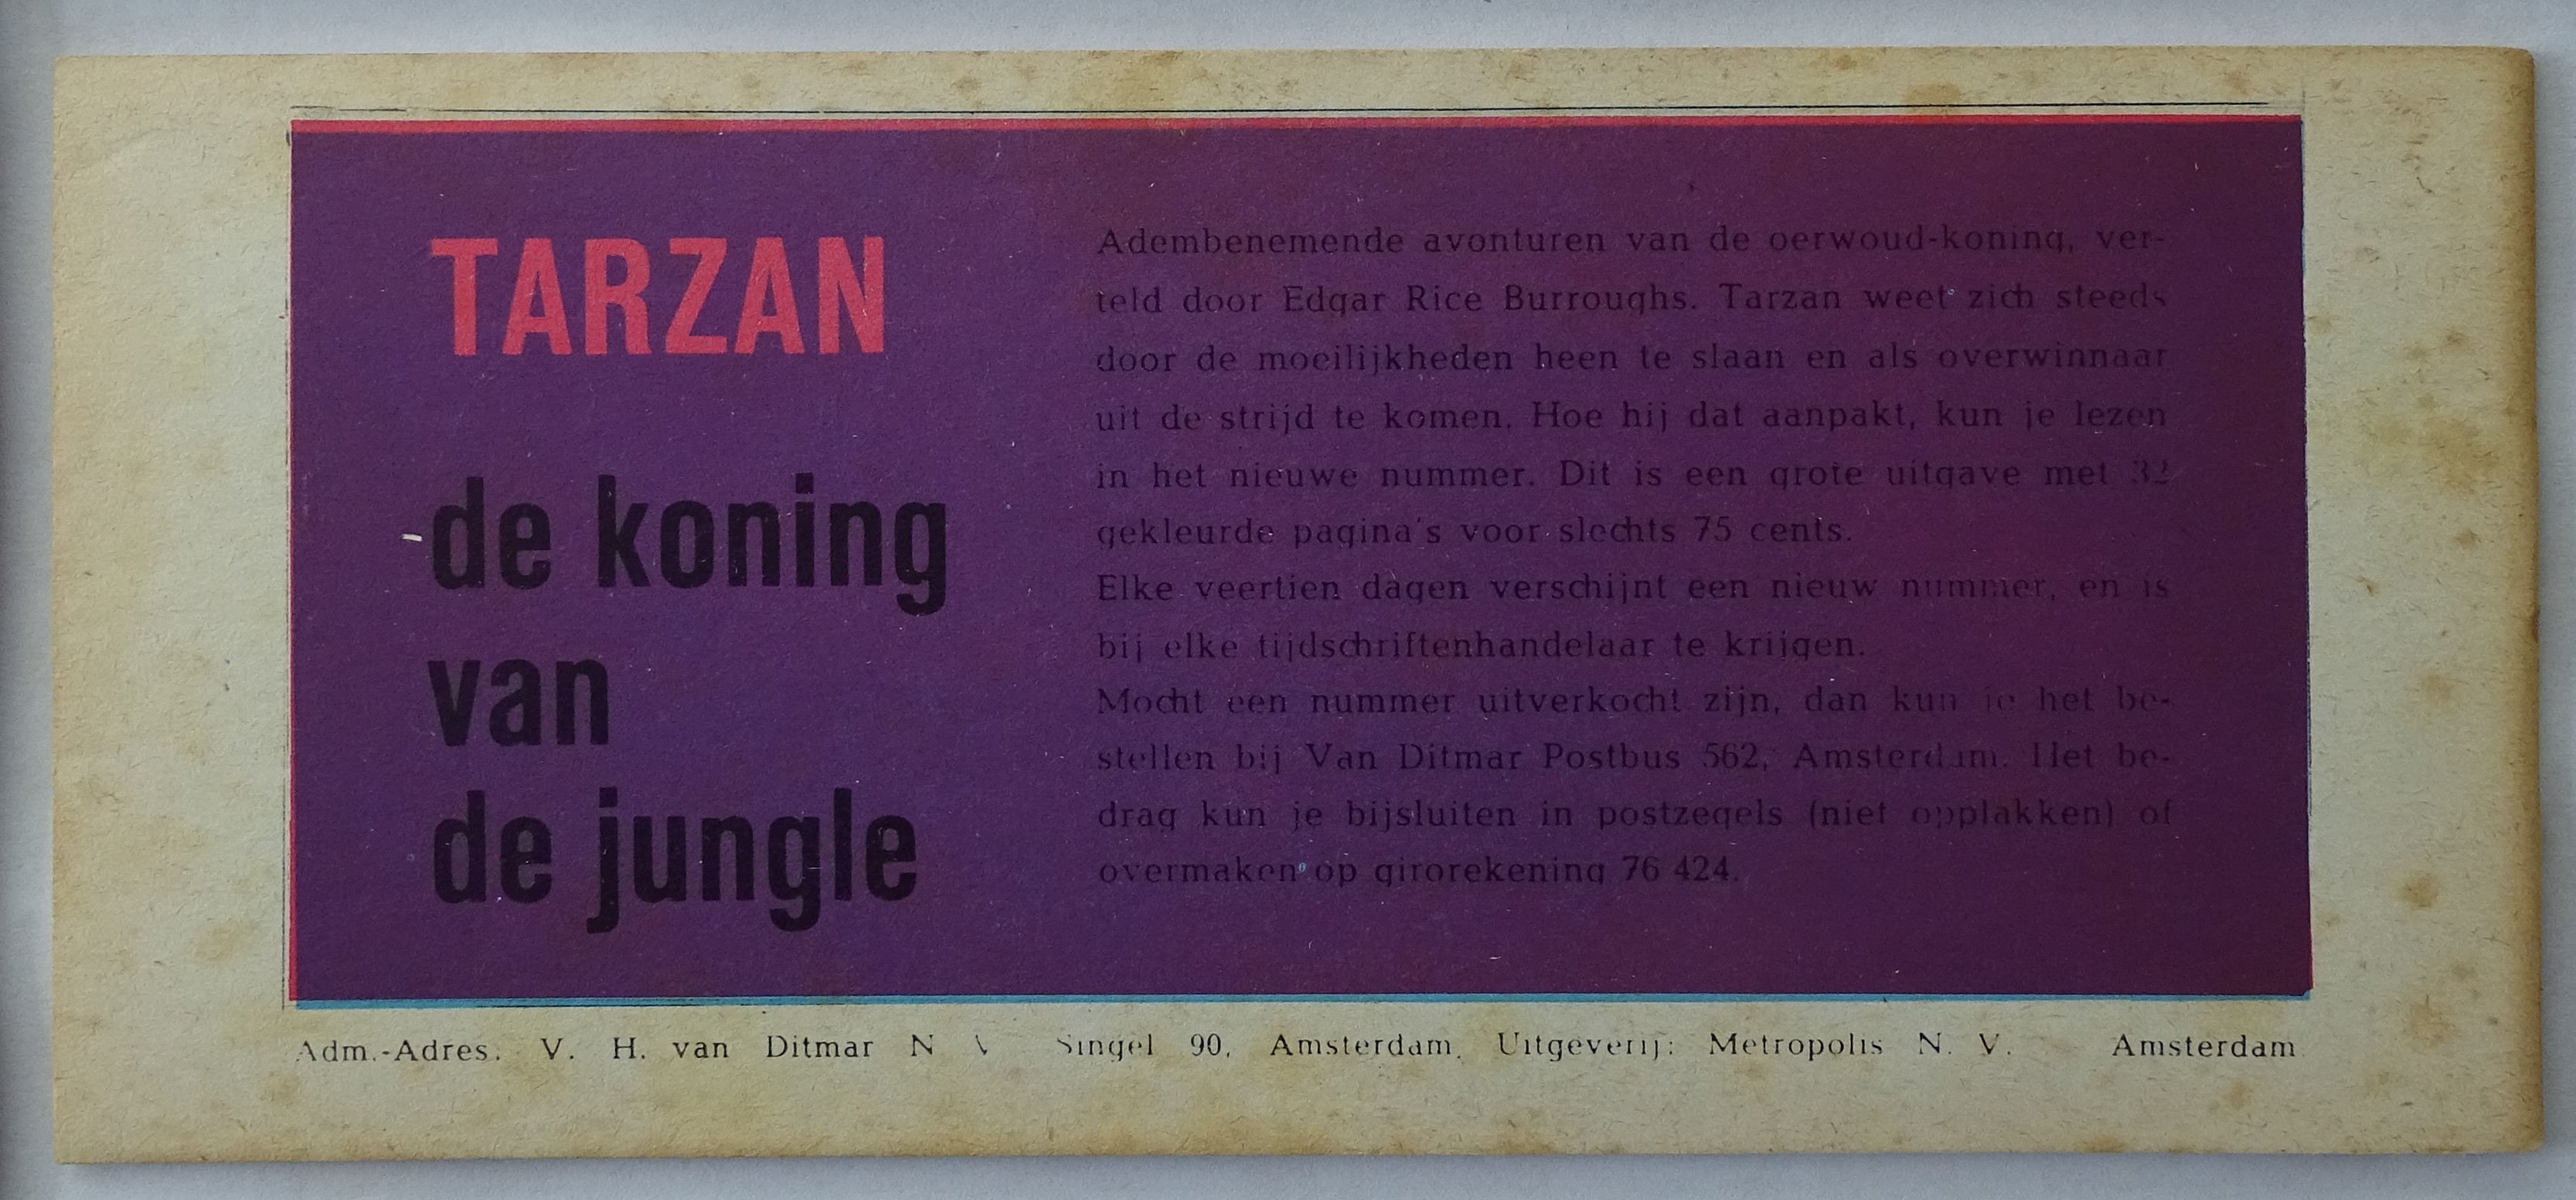 TARZAN
de koning
van
de jungle
Adembenemende avonturen van de oerwoud-koning, ver-
teld door Edgar Rice Burroughs. Tarzan weet zich steeds
door de moeilijkheden heen te slaan en als overwinnaar
uit de strijd te komen. Hoe hij dat aanpakt, kun je lezen
in het nieuwe nummer. Dit is een grote uitgave met 32
gekleurde pagina's voor slechts 75 cents.
Elke veertien dagen verschijnt een nieuw nummer, en is
bij elke tijdschriftenhandelaar te krijgen.
Mocht een nummer uitverkocht zijn, dan kun je het be-
stellen bij Van Ditmar Postbus 562, Amsterdam. Het be-
drag kun je bijsluiten in postzegels (niet opplakken) of
overmaken op girorekening 76 424.
Adm.-Adres. V. H. van Ditmar N V Singel 90, Amsterdam. Uitgeverij: Metropolis N. V. Amsterdam